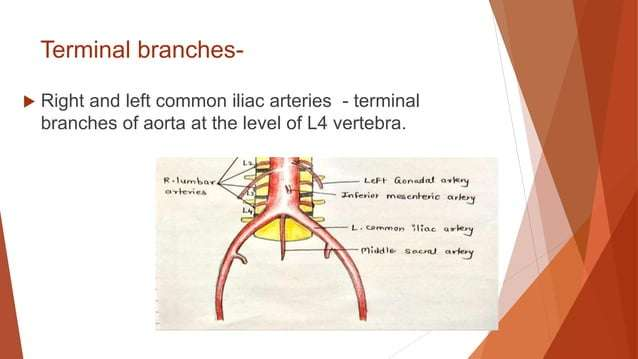 Terminal branches-
Right and left common iliac arteries - terminal
branches of aorta at the level of L4 vertebra.
L2
R. lumbar
arteries
L3
L4
Left Gonadal artery
Inferior mesenteric artery
L. common iliac artery
Middle sacral artery